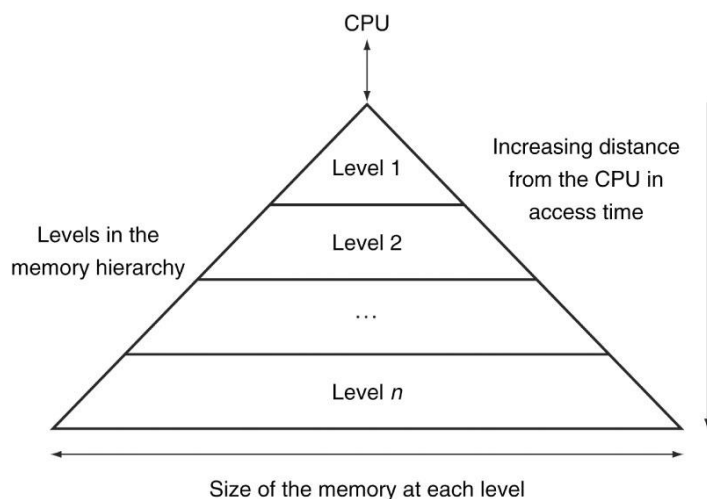 CPU
Level 1
Increasing distance
from the CPU in
access time
Levels in the
memory hierarchy
Level 2
...
Level n
Size of the memory at each level